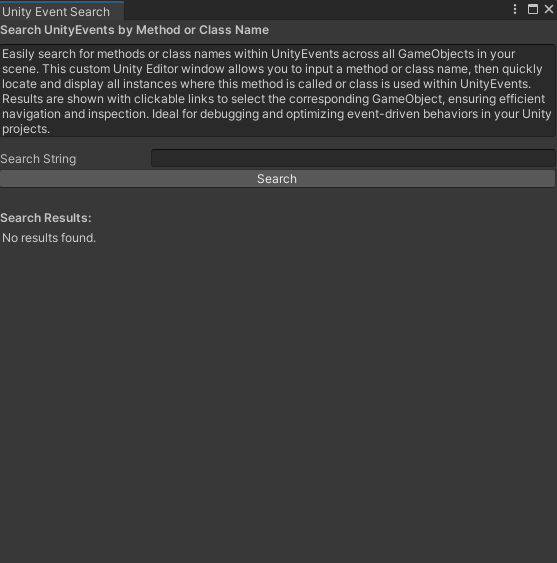 Unity Event Search
Search UnityEvents by Method or Class Name
Easily search for methods or class names within UnityEvents across all GameObjects in your
scene. This custom Unity Editor window allows you to input a method or class name, then quickly
locate and display all instances where this method is called or class is used within UnityEvents.
Results are shown with clickable links to select the corresponding GameObject, ensuring efficient
navigation and inspection. Ideal for debugging and optimizing event-driven behaviors in your Unity
projects.
Search String
Search
Search Results:
No results found.